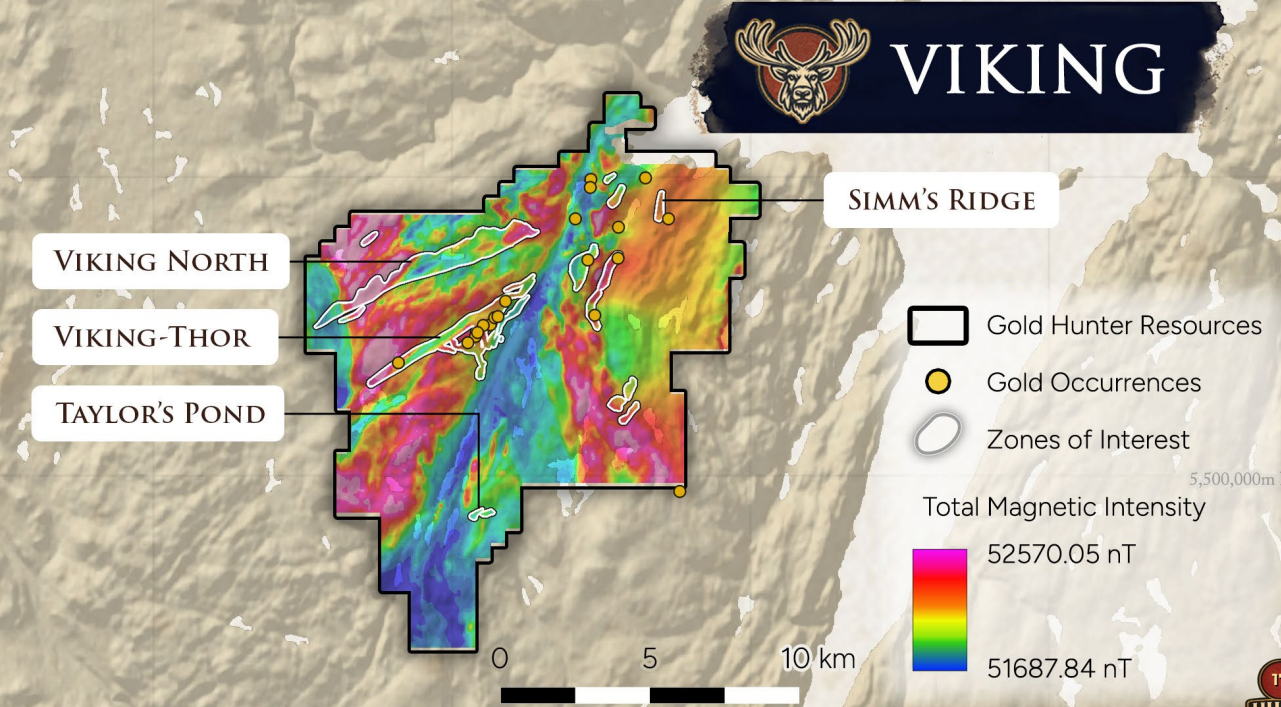 VIKING
SIMM'S RIDGE
VIKING NORTH
VIKING-THOR
TAYLOR'S POND
Gold Hunter Resources
Gold Occurrences
Zones of Interest
5,500,000m
Total Magnetic Intensity
52570.05 nT
51687.84 nT
0 5 10 km